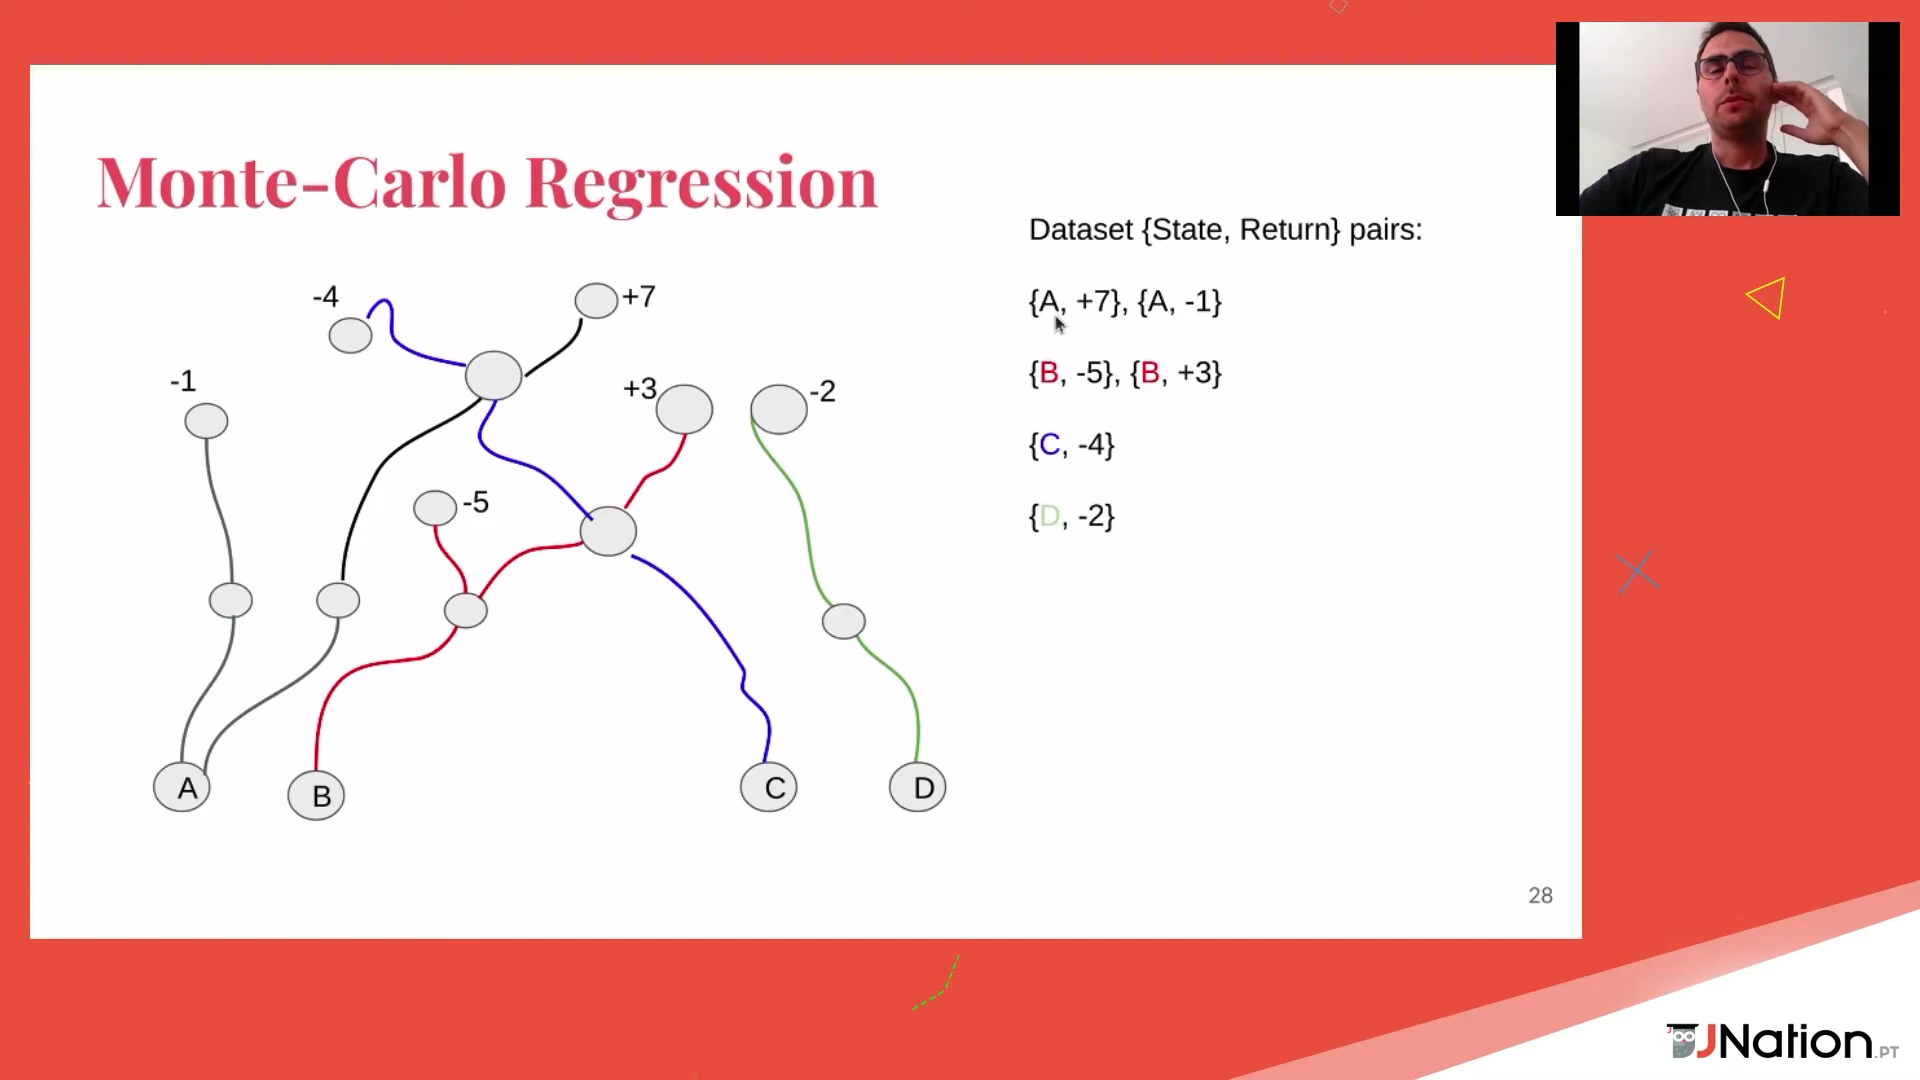 Monte-Carlo Regression
Dataset {State, Return} pairs:
{A, +7}, {A, -1}
{B, -5}, {B, +3}
{C, -4}
{D, -2}
-4
+7
-1
+3
-2
-5
A
B
C
D
28
JNation.PT